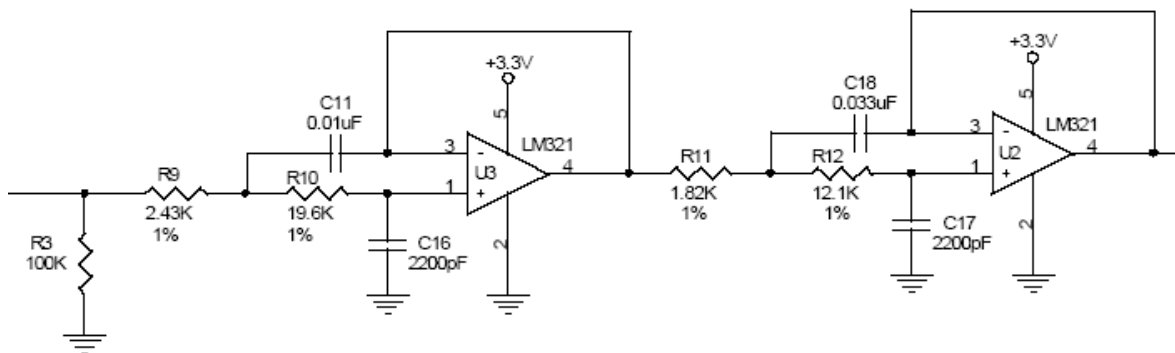 +3.3V
C11
0.01uF
5
3
-
LM321
U3
4
1
+
2
R9
2.43K
1%
R10
19.6K
1%
C16
2200pF
R3
100K
R11
1.82K
1%
+3.3V
C18
0.033uF
5
3
-
LM321
U2
4
1
+
2
R12
12.1K
1%
C17
2200pF